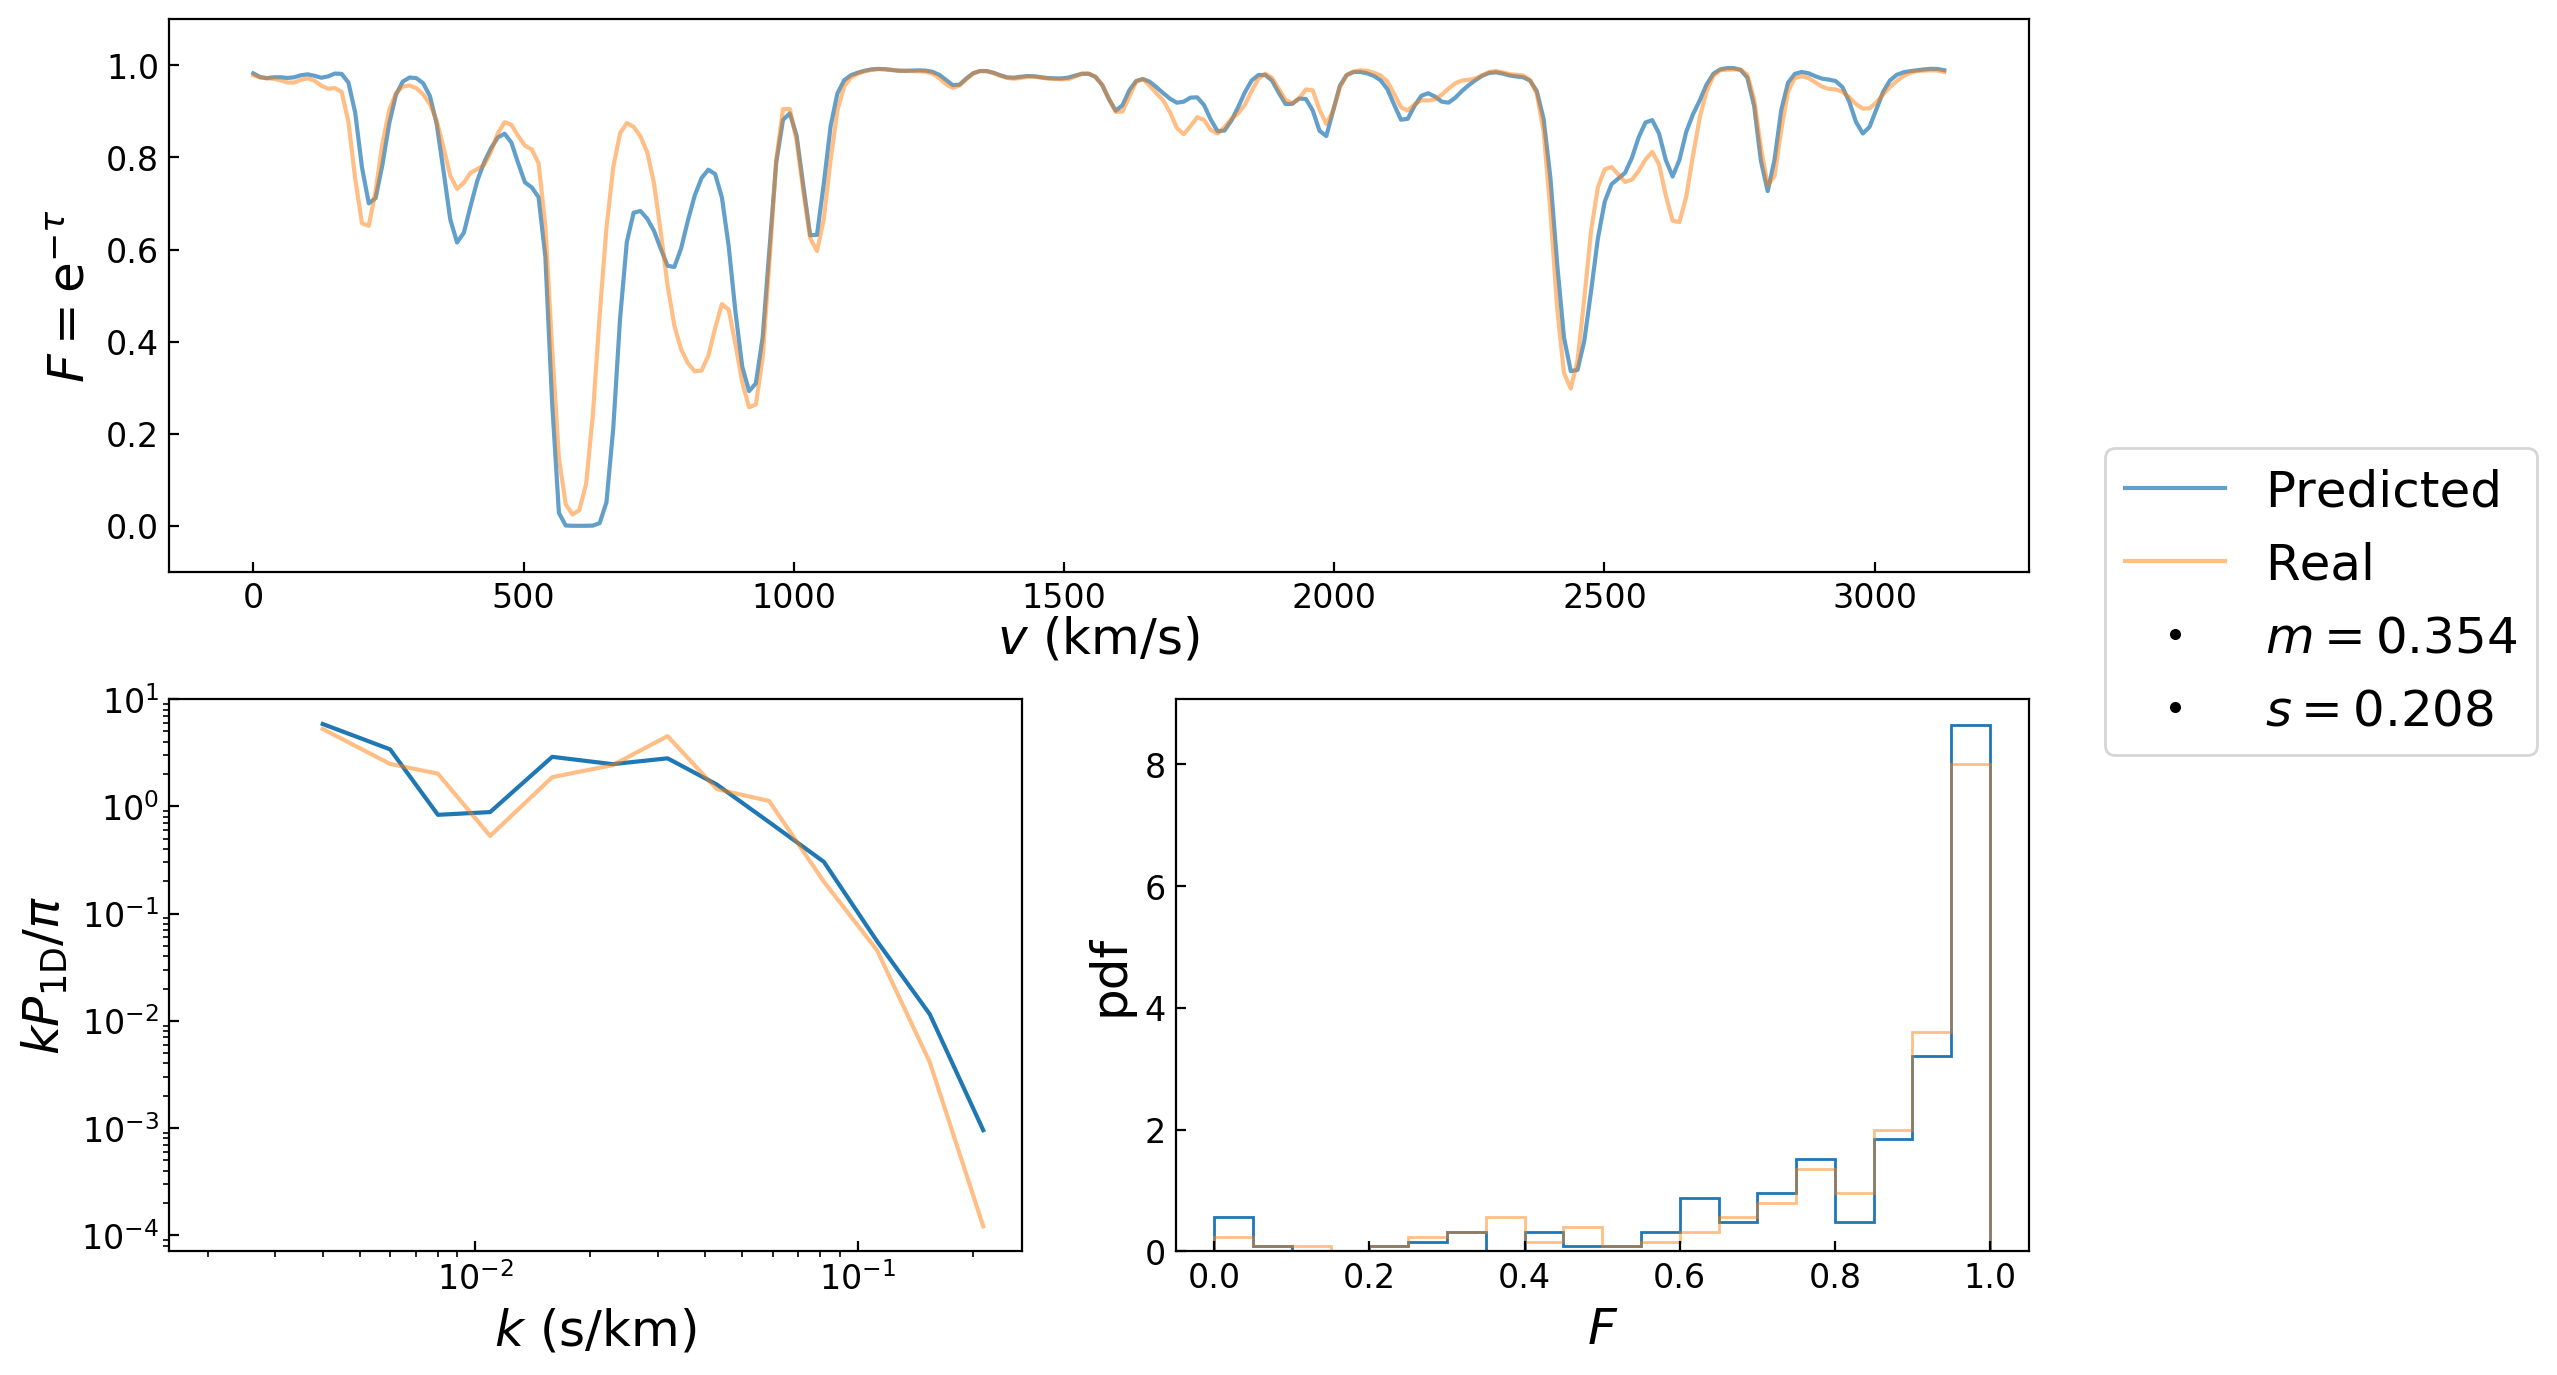 1.0
0.8
0.6
0.4
0.2
0.0
F = e^{−τ}
0 500 1000 1500 2000 2500 3000
v (km/s)
Predicted
Real
m = 0.354
s = 0.208
10^1
10^0
10^{−1}
10^{−2}
10^{−3}
10^{−4}
kP_{1D}/π
10^{−2} 10^{−1}
k (s/km)
8
6
4
2
0
pdf
0.0 0.2 0.4 0.6 0.8 1.0
F